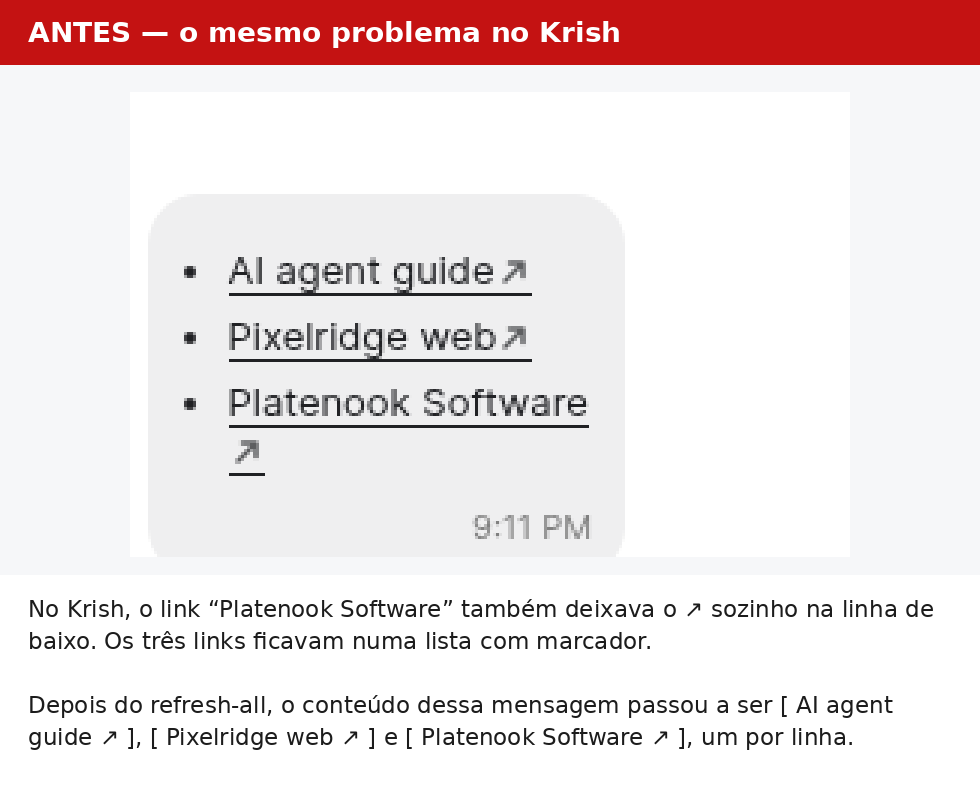 ANTES — o mesmo problema no Krish
• AI agent guide↗
• Pixelridge web↗
• Platenook Software
↗
9:11 PM
No Krish, o link “Platenook Software” também deixava o ↗ sozinho na linha de
baixo. Os três links ficavam numa lista com marcador.
Depois do refresh-all, o conteúdo dessa mensagem passou a ser [ AI agent
guide ↗ ], [ Pixelridge web ↗ ] e [ Platenook Software ↗ ], um por linha.